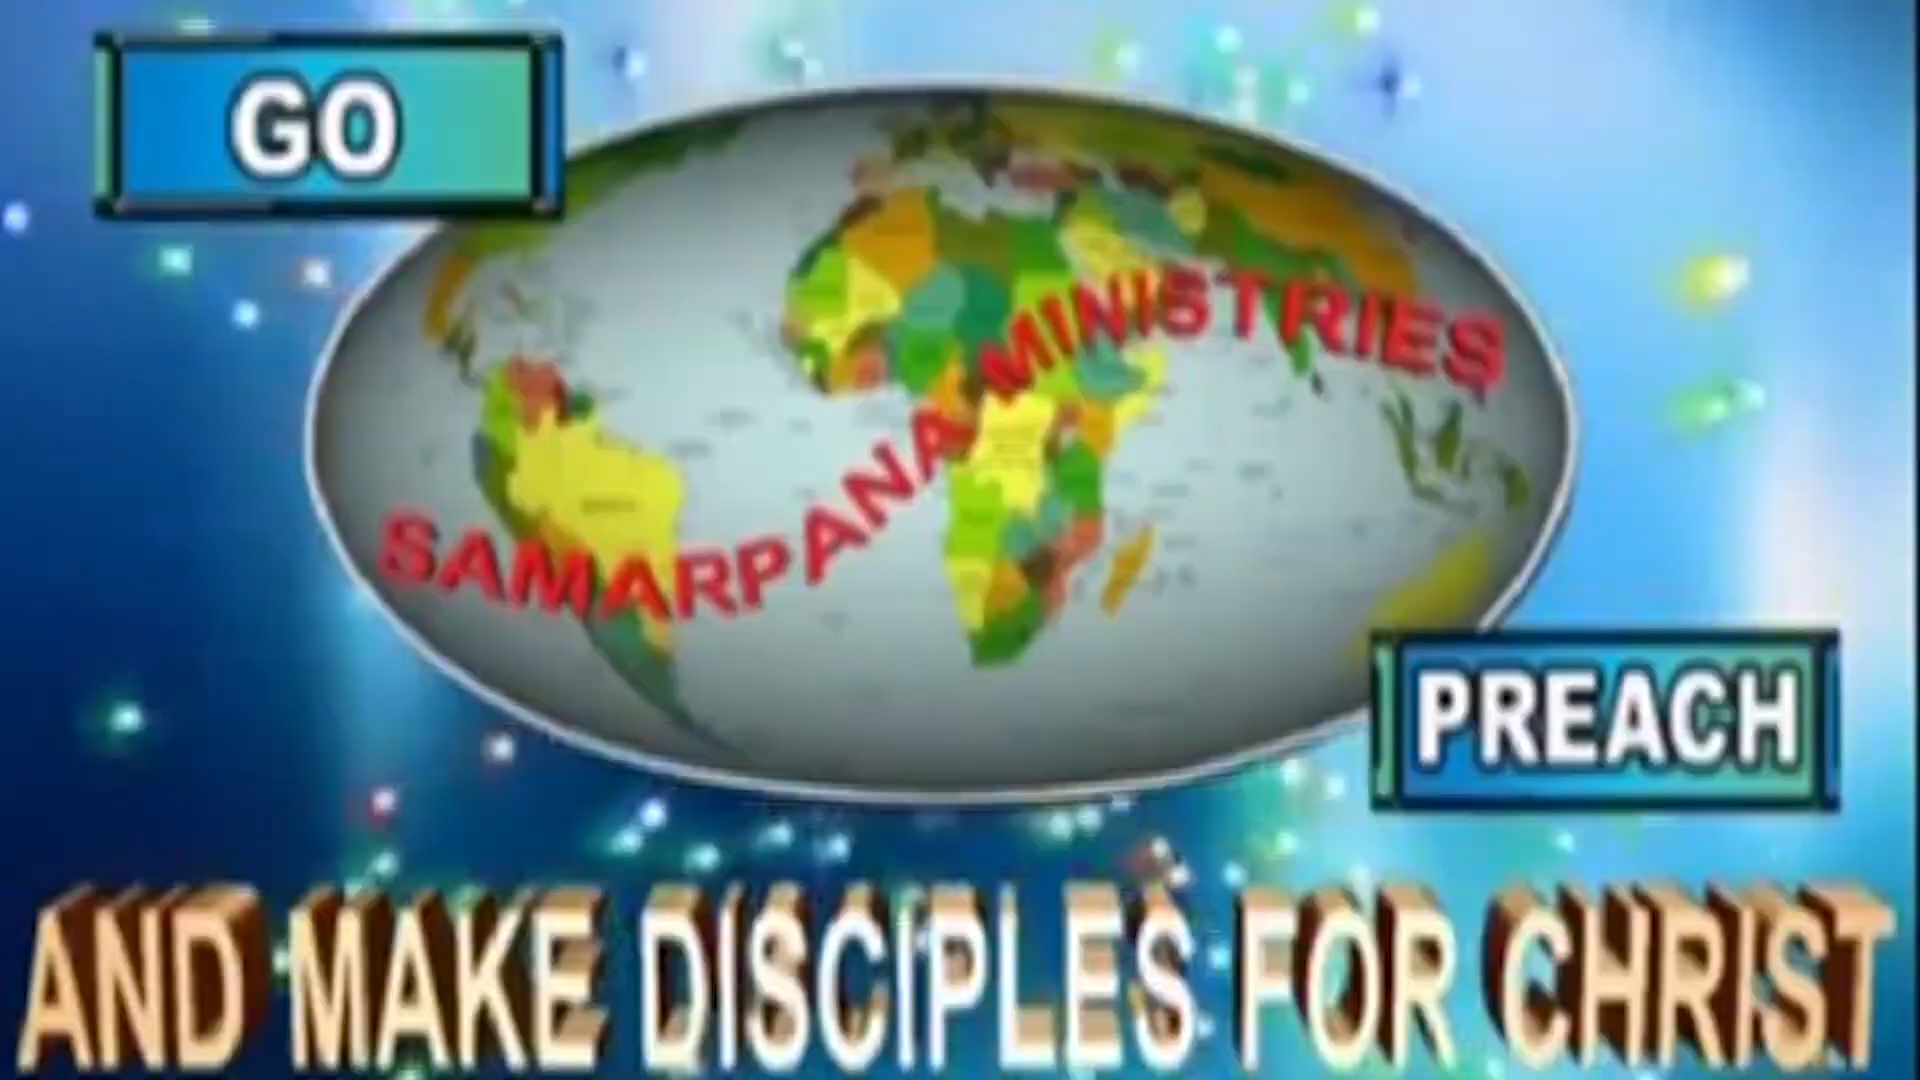 GO
SAMARPANA MINISTRIES
PREACH
AND MAKE DISCIPLES FOR CHRIST